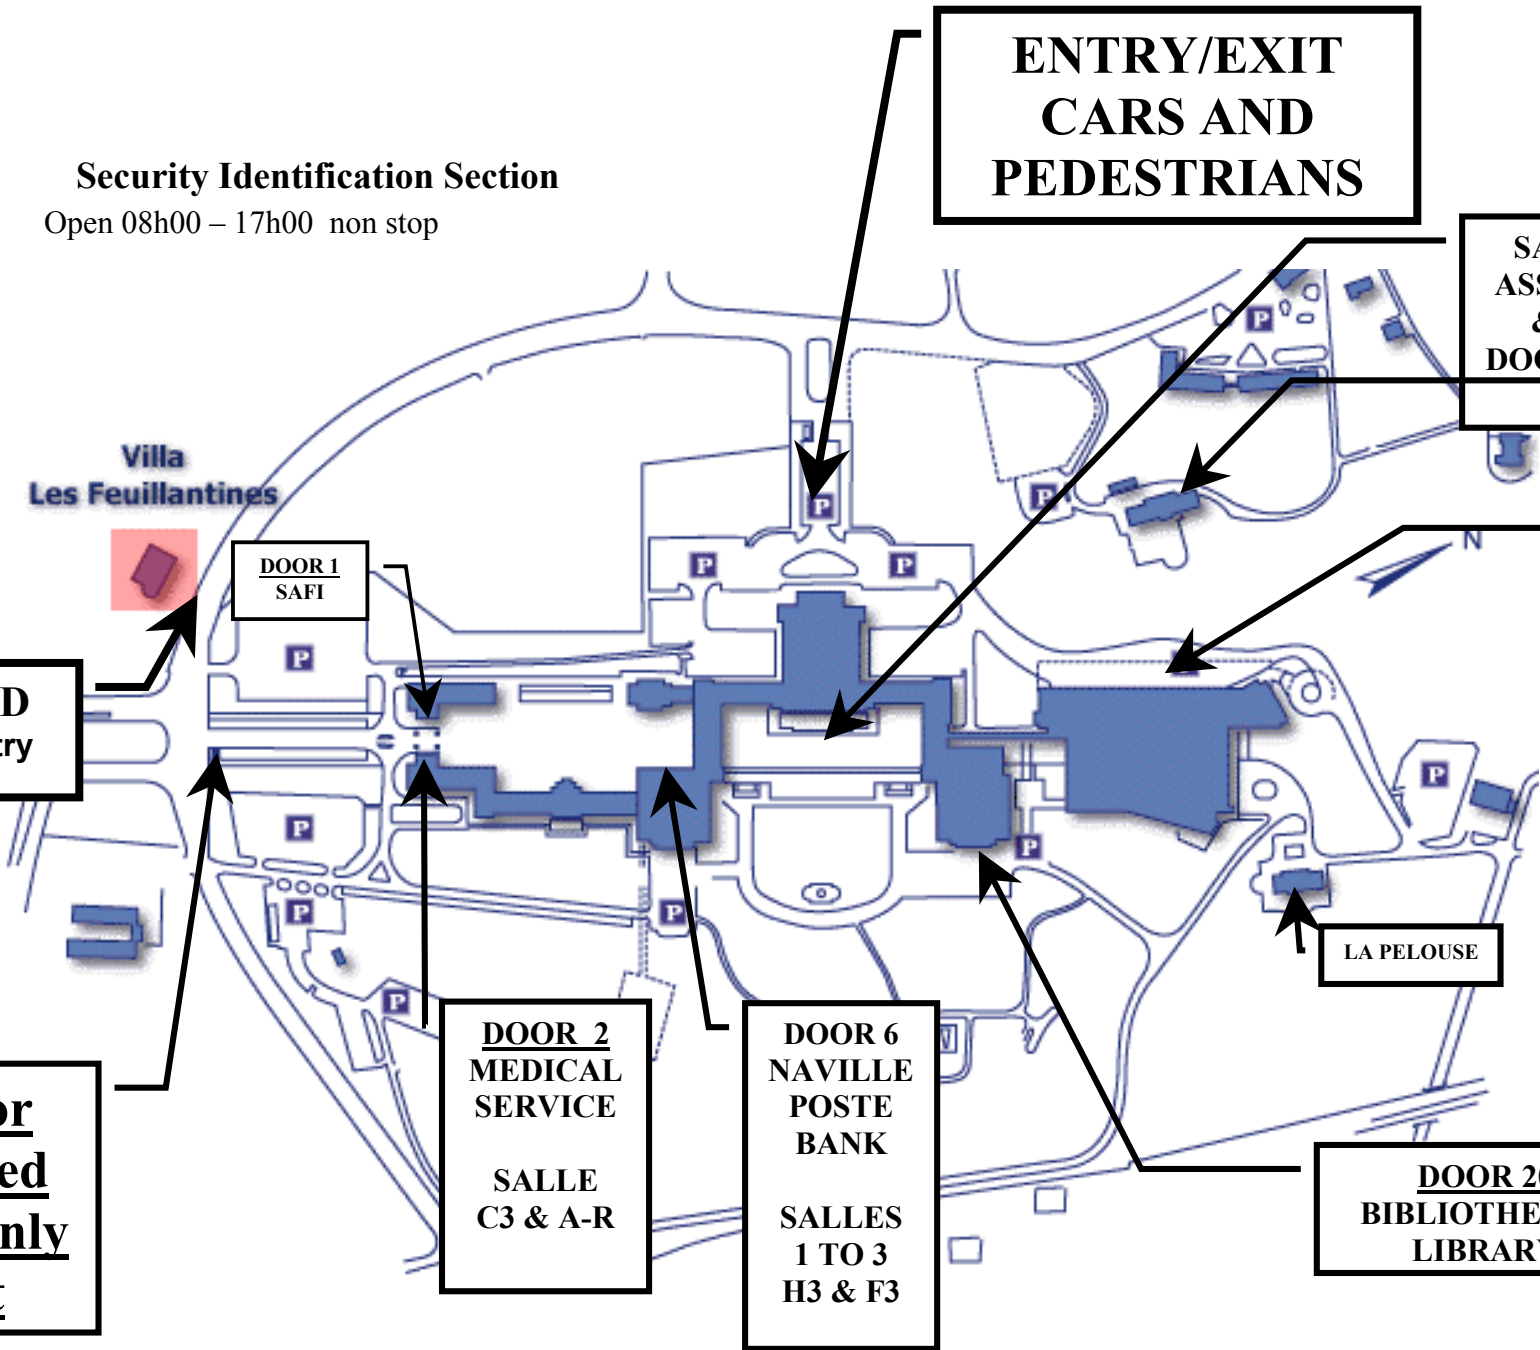 ENTRY/EXIT
CARS AND
PEDESTRIANS
Security Identification Section
Open 08h00 – 17h00 non stop
Villa
Les Feuillantines
DOOR 1
SAFI
P
P
P
P
P
P
P
P
P
P
P
P
N
D
LA PELOUSE
DOOR 2
MEDICAL
SERVICE
SALLE
C3 & A-R
DOOR 6
NAVILLE
POSTE
BANK
SALLES
1 TO 3
H3 & F3
LIBRARY